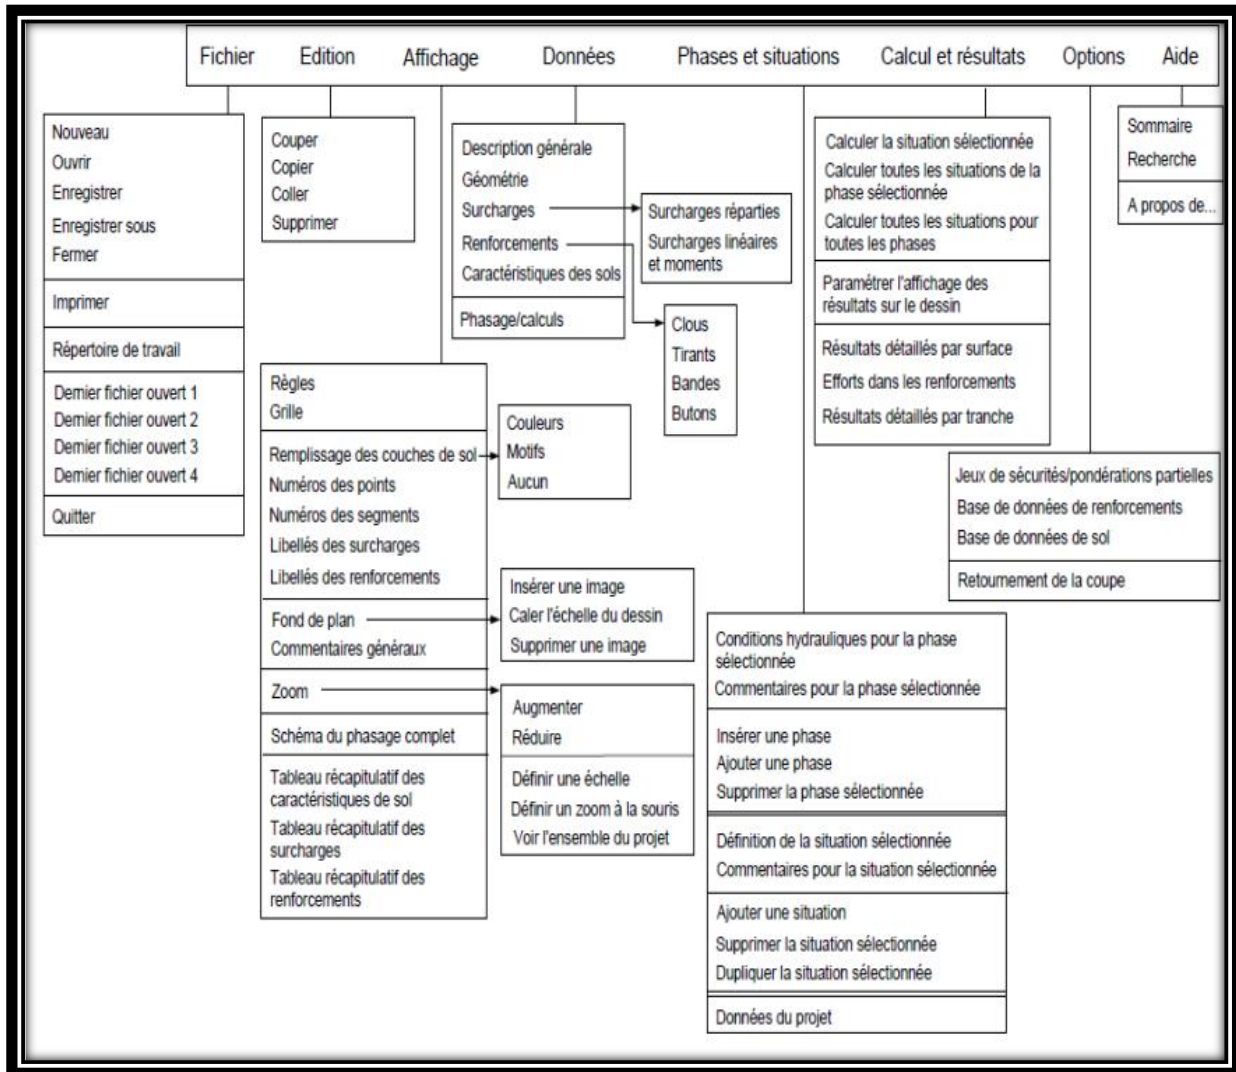 Fichier Edition Affichage Données Phases et situations Calcul et résultats Options Aide
Nouveau
Ouvrir
Enregistrer
Enregistrer sous
Fermer
Imprimer
Répertoire de travail
Dernier fichier ouvert 1
Dernier fichier ouvert 2
Dernier fichier ouvert 3
Dernier fichier ouvert 4
Quitter
Couper
Copier
Coller
Supprimer
Règles
Grille
Remplissage des couches de sol
Numéros des points
Numéros des segments
Libellés des surcharges
Libellés des renforcements
Fond de plan
Commentaires généraux
Zoom
Schéma du phasage complet
Tableau récapitulatif des
caractéristiques de sol
Tableau récapitulatif des
surcharges
Tableau récapitulatif des
renforcements
Couleurs
Motifs
Aucun
Insérer une image
Caler l'échelle du dessin
Supprimer une image
Augmenter
Réduire
Définir une échelle
Définir un zoom à la souris
Voir l'ensemble du projet
Description générale
Géométrie
Surcharges
Renforcements
Caractéristiques des sols
Phasage/calculs
Surcharges réparties
Surcharges linéaires
et moments
Clous
Tirants
Bandes
Butons
Conditions hydrauliques pour la phase
sélectionnée
Commentaires pour la phase sélectionnée
Insérer une phase
Ajouter une phase
Supprimer la phase sélectionnée
Définition de la situation sélectionnée
Commentaires pour la situation sélectionnée
Ajouter une situation
Supprimer la situation sélectionnée
Dupliquer la situation sélectionnée
Données du projet
Calculer la situation sélectionnée
Calculer toutes les situations de la
phase sélectionnée
Calculer toutes les situations pour
toutes les phases
Paramétrer l'affichage des
résultats sur le dessin
Résultats détaillés par surface
Efforts dans les renforcements
Résultats détaillés par tranche
Jeux de sécurités/pondérations partielles
Base de données de renforcements
Base de données de sol
Retournement de la coupe
Sommaire
Recherche
A propos de...